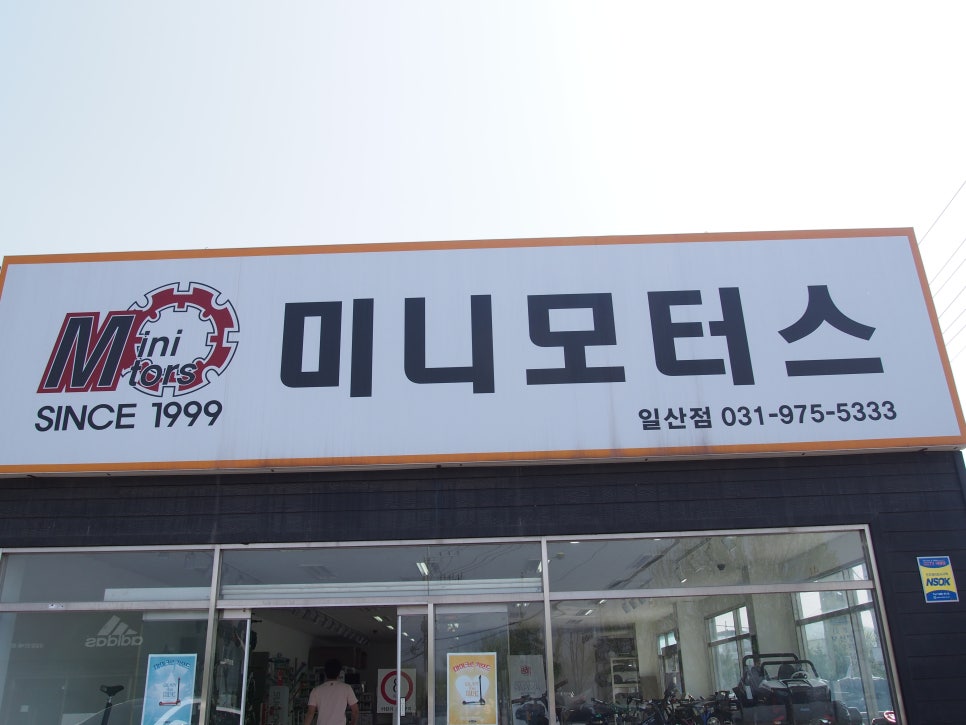 Mini
Motors
SINCE 1999
미니모터스
일산점 031-975-5333
adidas
NSOK